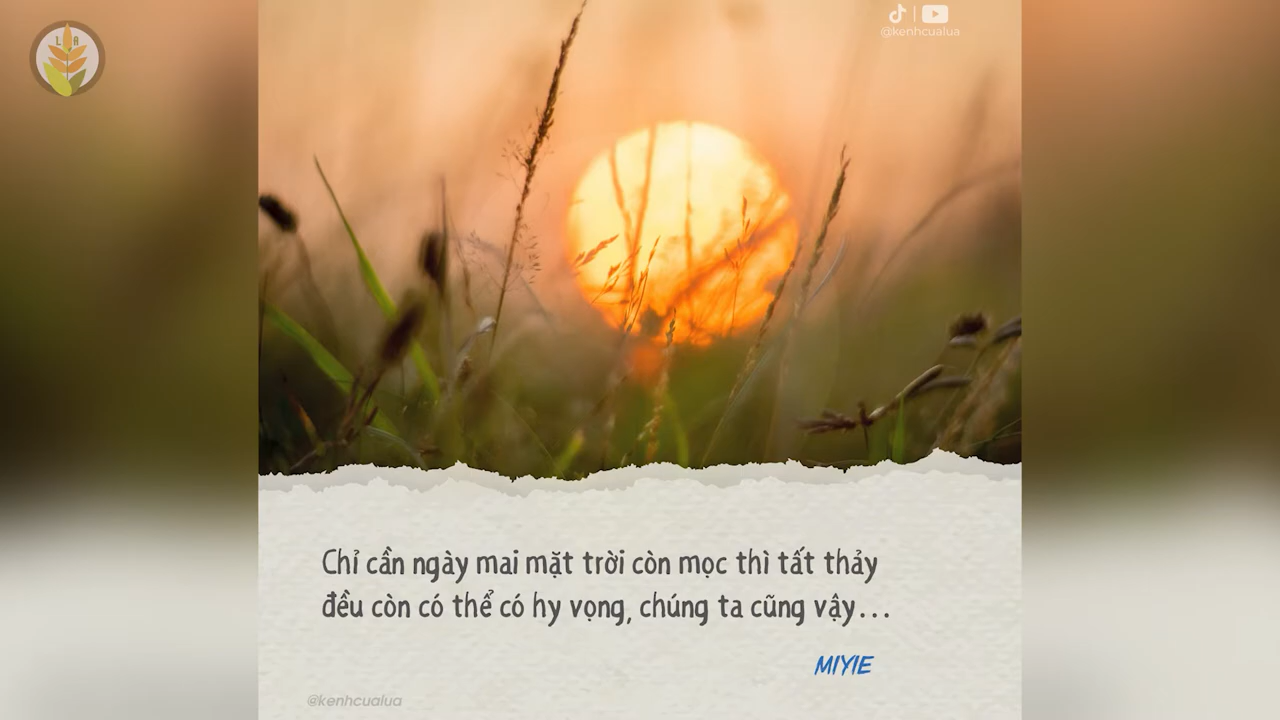 L A
@kenhcualua
Chỉ cần ngày mai mặt trời còn mọc thì tất thảy
đều còn có thể có hy vọng, chúng ta cũng vậy...
MIYIE
@kenhcualua